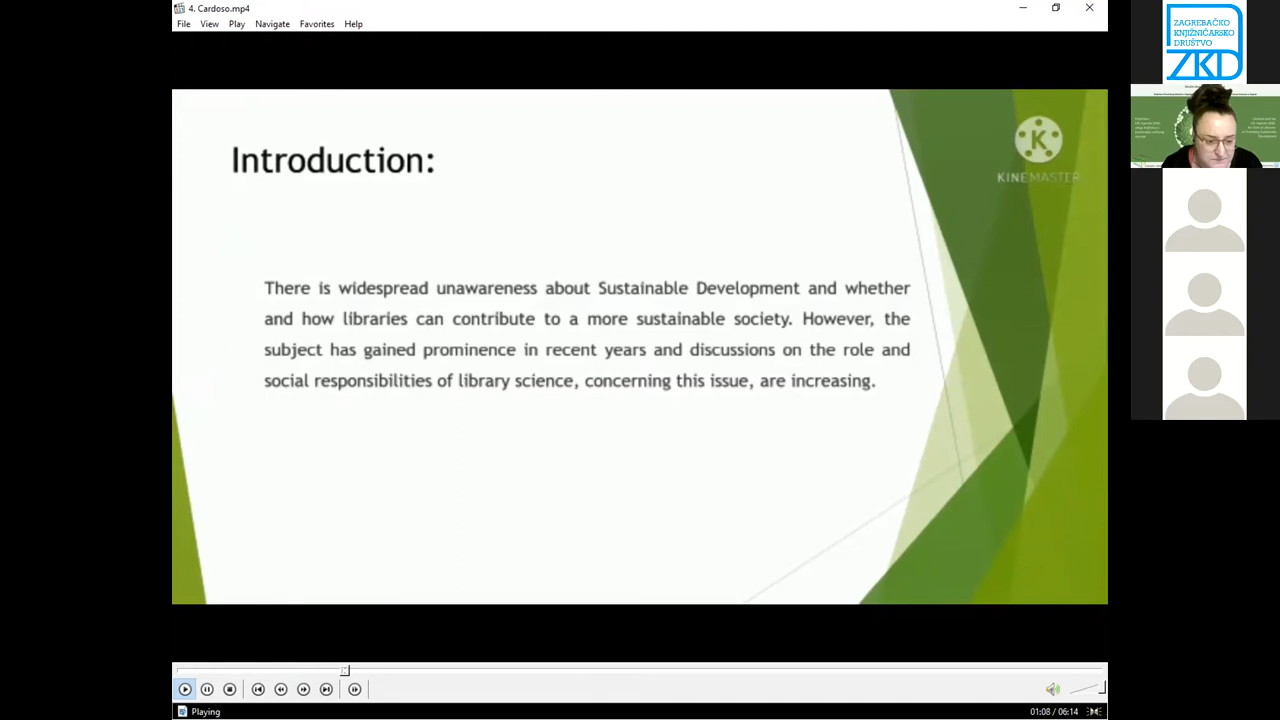 4. Cardoso.mp4
File View Play Navigate Favorites Help
Introduction:
K
KINEMASTER
There is widespread unawareness about Sustainable Development and whether
and how libraries can contribute to a more sustainable society. However, the
subject has gained prominence in recent years and discussions on the role and
social responsibilities of library science, concerning this issue, are increasing.
Playing
01:08 / 06:14
ZAGREBAČKO
KNJIŽNIČARSKO
DRUŠTVO
ZKD